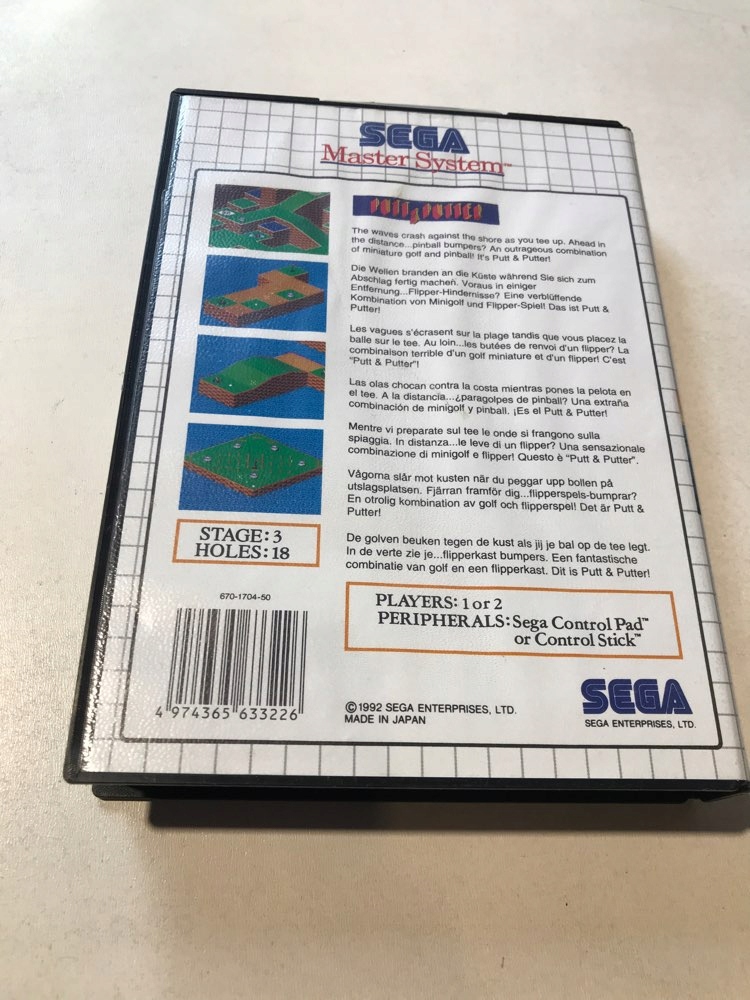 SEGA
Master System™
PUTT & PUTTER
The waves crash against the shore as you tee up. Ahead in
the distance...pinball bumpers? An outrageous combination
of miniature golf and pinball! It's Putt & Putter!
Die Wellen branden an die Küste während Sie sich zum
Abschlag fertig machen. Voraus in einiger
Entfernung...Flipper-Hindernisse? Eine verblüffende
Kombination von Minigolf und Flipper-Spiel! Das ist Putt &
Putter!
Les vagues s'écrasent sur la plage tandis que vous placez la
balle sur le tee. Au loin...les butées de renvoi d'un flipper? La
combinaison terrible d'un golf miniature et d'un flipper! C'est
"Putt & Putter"!
Las olas chocan contra la costa mientras pones la pelota en
el tee. A la distancia...¿paragolpes de pinball? Una extraña
combinación de minigolf y pinball. ¡Es el Putt & Putter!
Mentre vi preparate sul tee le onde si frangono sulla
spiaggia. In distanza...le leve di un flipper? Una sensazionale
combinazione di minigolf e flipper! Questo è "Putt & Putter".
Vågorna slår mot kusten när du peggar upp bollen på
utslagsplatsen. Fjärran framför dig...flipperspels-bumprar?
En otrolig kombination av golf och flipperspel! Det är Putt &
Putter!
De golven beuken tegen de kust als jij je bal op de tee legt.
In de verte zie je...flipperkast bumpers. Een fantastische
combinatie van golf en een flipperkast. Dit is Putt & Putter!
STAGE: 3
HOLES: 18
670-1704-50
4 974365 633226
PLAYERS: 1 or 2
PERIPHERALS: Sega Control Pad™
or Control Stick™
©1992 SEGA ENTERPRISES, LTD.
MADE IN JAPAN
SEGA
SEGA ENTERPRISES, LTD.